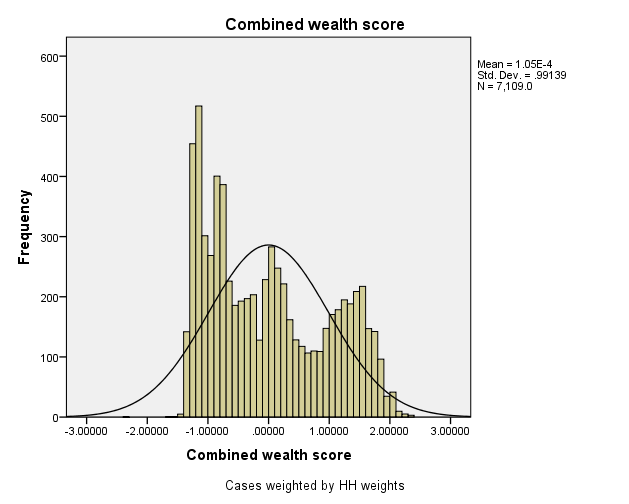 Combined wealth score
Mean = 1.05E-4
Std. Dev. = .99139
N = 7,109.0
600
500
400
300
200
100
0
Frequency
-3.00000 -2.00000 -1.00000 .00000 1.00000 2.00000 3.00000
Combined wealth score
Cases weighted by HH weights